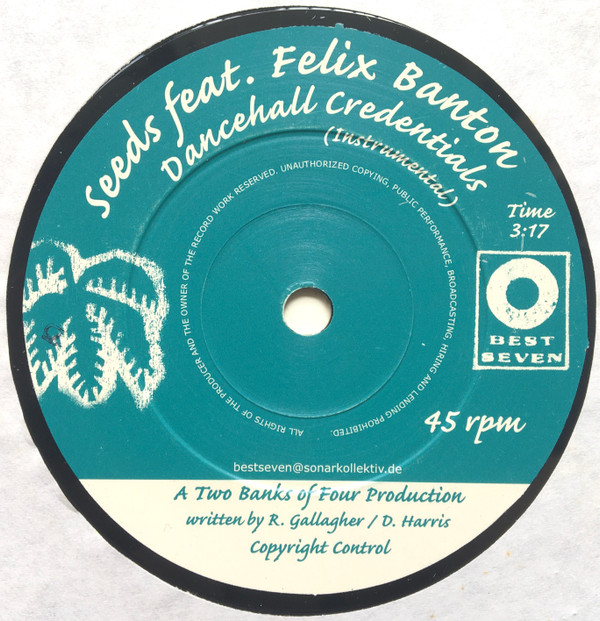 Seeds feat. Felix Banton
Dancehall Credentials
(Instrumental)
ALL RIGHTS OF THE PRODUCER AND THE OWNER OF THE RECORD WORK RESERVED. UNAUTHORIZED COPYING, PUBLIC PERFORMANCE, BROADCASTING, HIRING AND LENDING PROHIBITED.
Time
3:17
BEST
SEVEN
45 rpm
bestseven@sonarkollektiv.de
A Two Banks of Four Production
written by R. Gallagher / D. Harris
Copyright Control